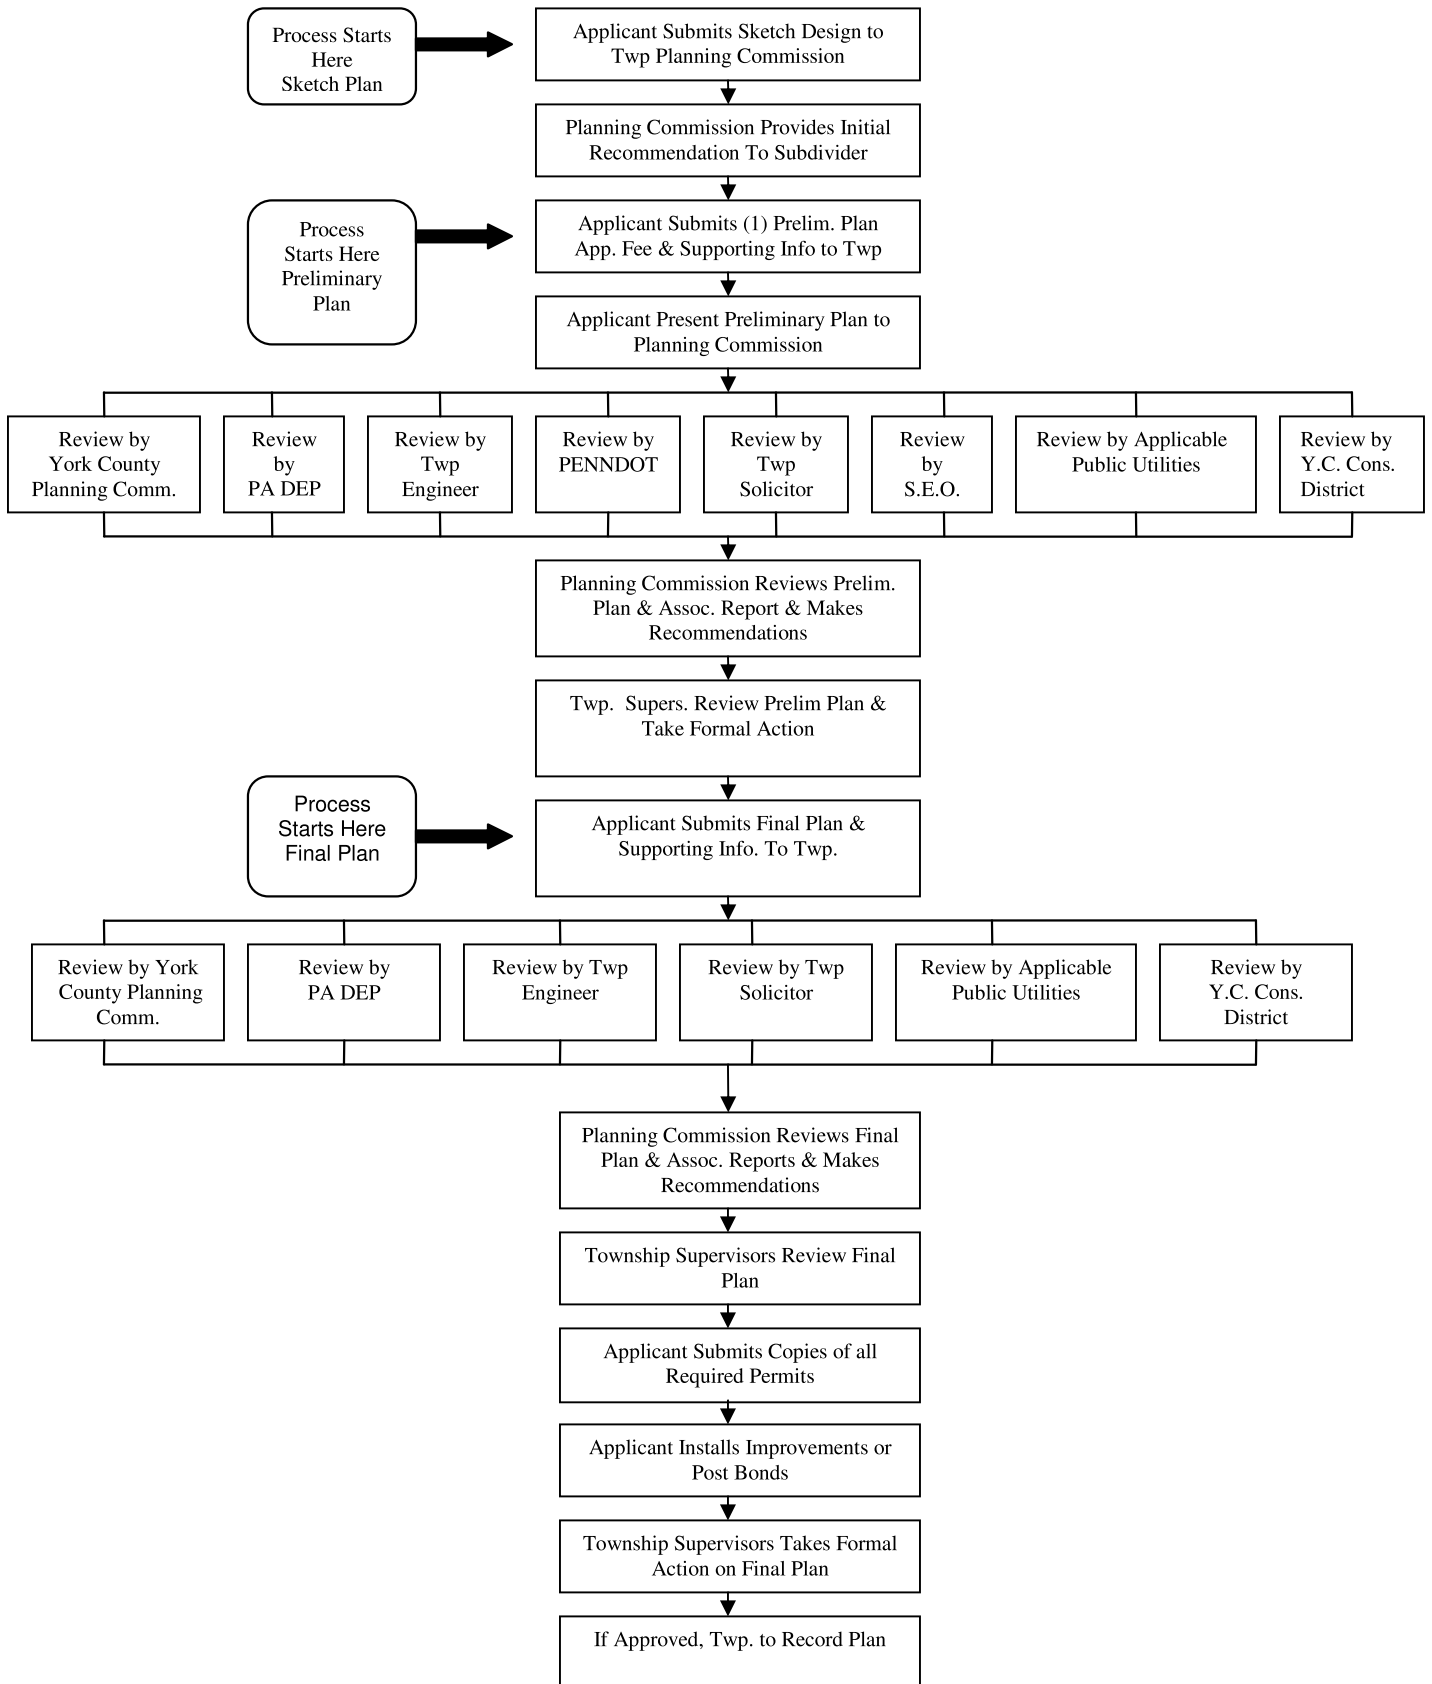 Process Starts
Here
Sketch Plan
Applicant Submits Sketch Design to
Twp Planning Commission
Planning Commission Provides Initial
Recommendation To Subdivider
Process
Starts Here
Preliminary
Plan
Applicant Submits (1) Prelim. Plan
App. Fee & Supporting Info to Twp
Applicant Present Preliminary Plan to
Planning Commission
Review by
York County
Planning Comm.
Review
by
PA DEP
Review by
Twp
Engineer
Review by
PENNDOT
Review by
Twp
Solicitor
Review
by
S.E.O.
Review by Applicable
Public Utilities
Review by
Y.C. Cons.
District
Planning Commission Reviews Prelim.
Plan & Assoc. Report & Makes
Recommendations
Twp.  Supers. Review Prelim Plan &
Take Formal Action
Process
Starts Here
Final Plan
Applicant Submits Final Plan &
Supporting Info. To Twp.
Review by York
County Planning
Comm.
Review by
PA DEP
Review by Twp
Engineer
Review by Twp
Solicitor
Review by Applicable
Public Utilities
Review by
Y.C. Cons.
District
Planning Commission Reviews Final
Plan & Assoc. Reports & Makes
Recommendations
Township Supervisors Review Final
Plan
Applicant Submits Copies of all
Required Permits
Applicant Installs Improvements or
Post Bonds
Township Supervisors Takes Formal
Action on Final Plan
If Approved, Twp. to Record Plan